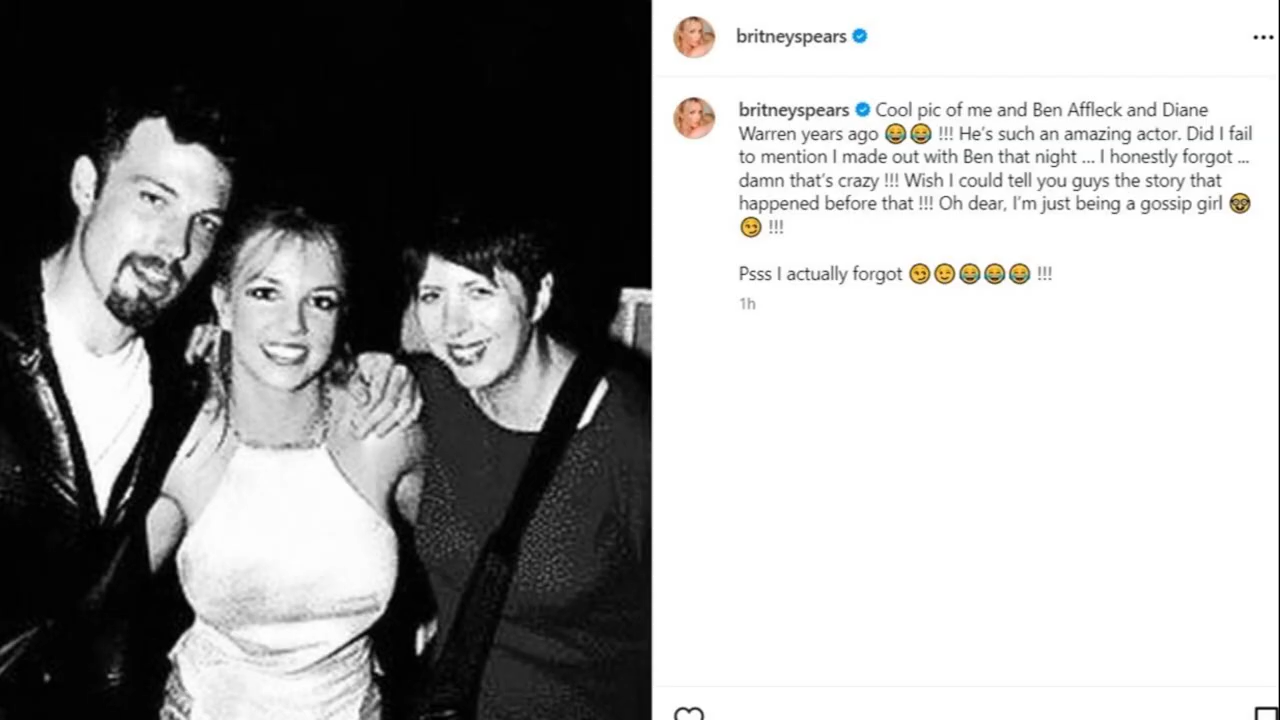 britneyspears
britneyspears Cool pic of me and Ben Affleck and Diane
Warren years ago 😂😂 !!! He's such an amazing actor. Did I fail
to mention I made out with Ben that night ... I honestly forgot ...
damn that's crazy !!! Wish I could tell you guys the story that
happened before that !!! Oh dear, I'm just being a gossip girl 🥸
😏 !!!
Psss I actually forgot 😏😉😂😂😂 !!!
1h